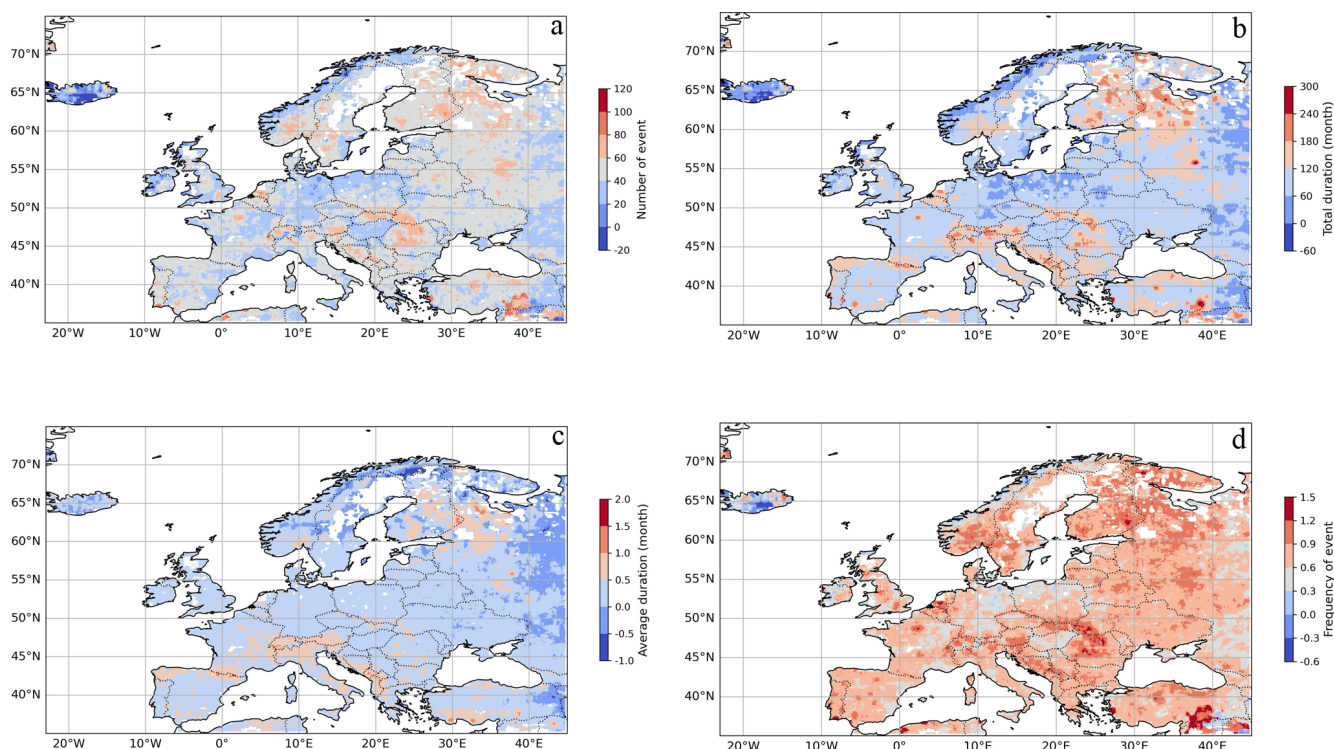 a
70°N
65°N
60°N
55°N
50°N
45°N
40°N
20°W
10°W
0°
10°E
20°E
30°E
40°E
120
100
80
60
40
20
0
-20
Number of event
b
70°N
65°N
60°N
55°N
50°N
45°N
40°N
20°W
10°W
0°
10°E
20°E
30°E
40°E
300
240
180
120
60
0
-60
Total duration (month)
c
70°N
65°N
60°N
55°N
50°N
45°N
40°N
20°W
10°W
0°
10°E
20°E
30°E
40°E
2.0
1.5
1.0
0.5
0.0
-0.5
-1.0
Average duration (month)
d
70°N
65°N
60°N
55°N
50°N
45°N
40°N
20°W
10°W
0°
10°E
20°E
30°E
40°E
1.5
1.2
0.9
0.6
0.3
0.0
-0.3
-0.6
Frequency of event